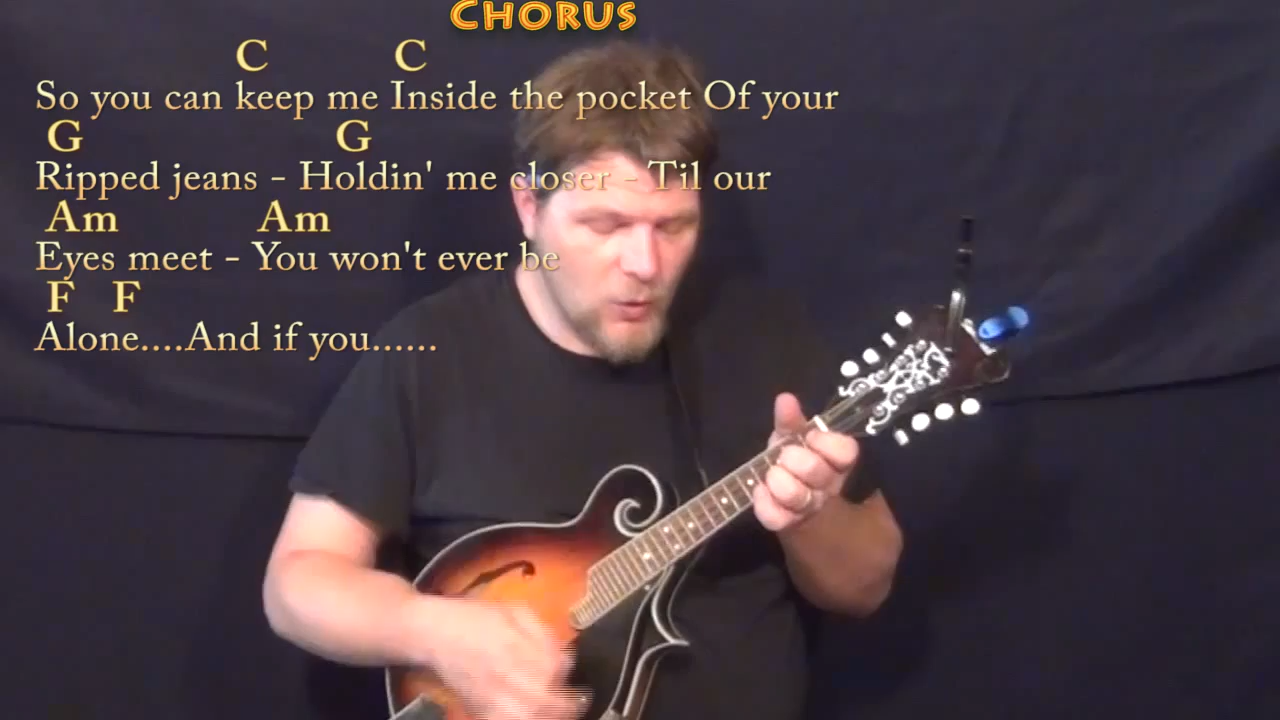 CHORUS
C C
So you can keep me Inside the pocket Of your
G G
Ripped jeans - Holdin' me closer - Til our
Am Am
Eyes meet - You won't ever be
F F
Alone....And if you......